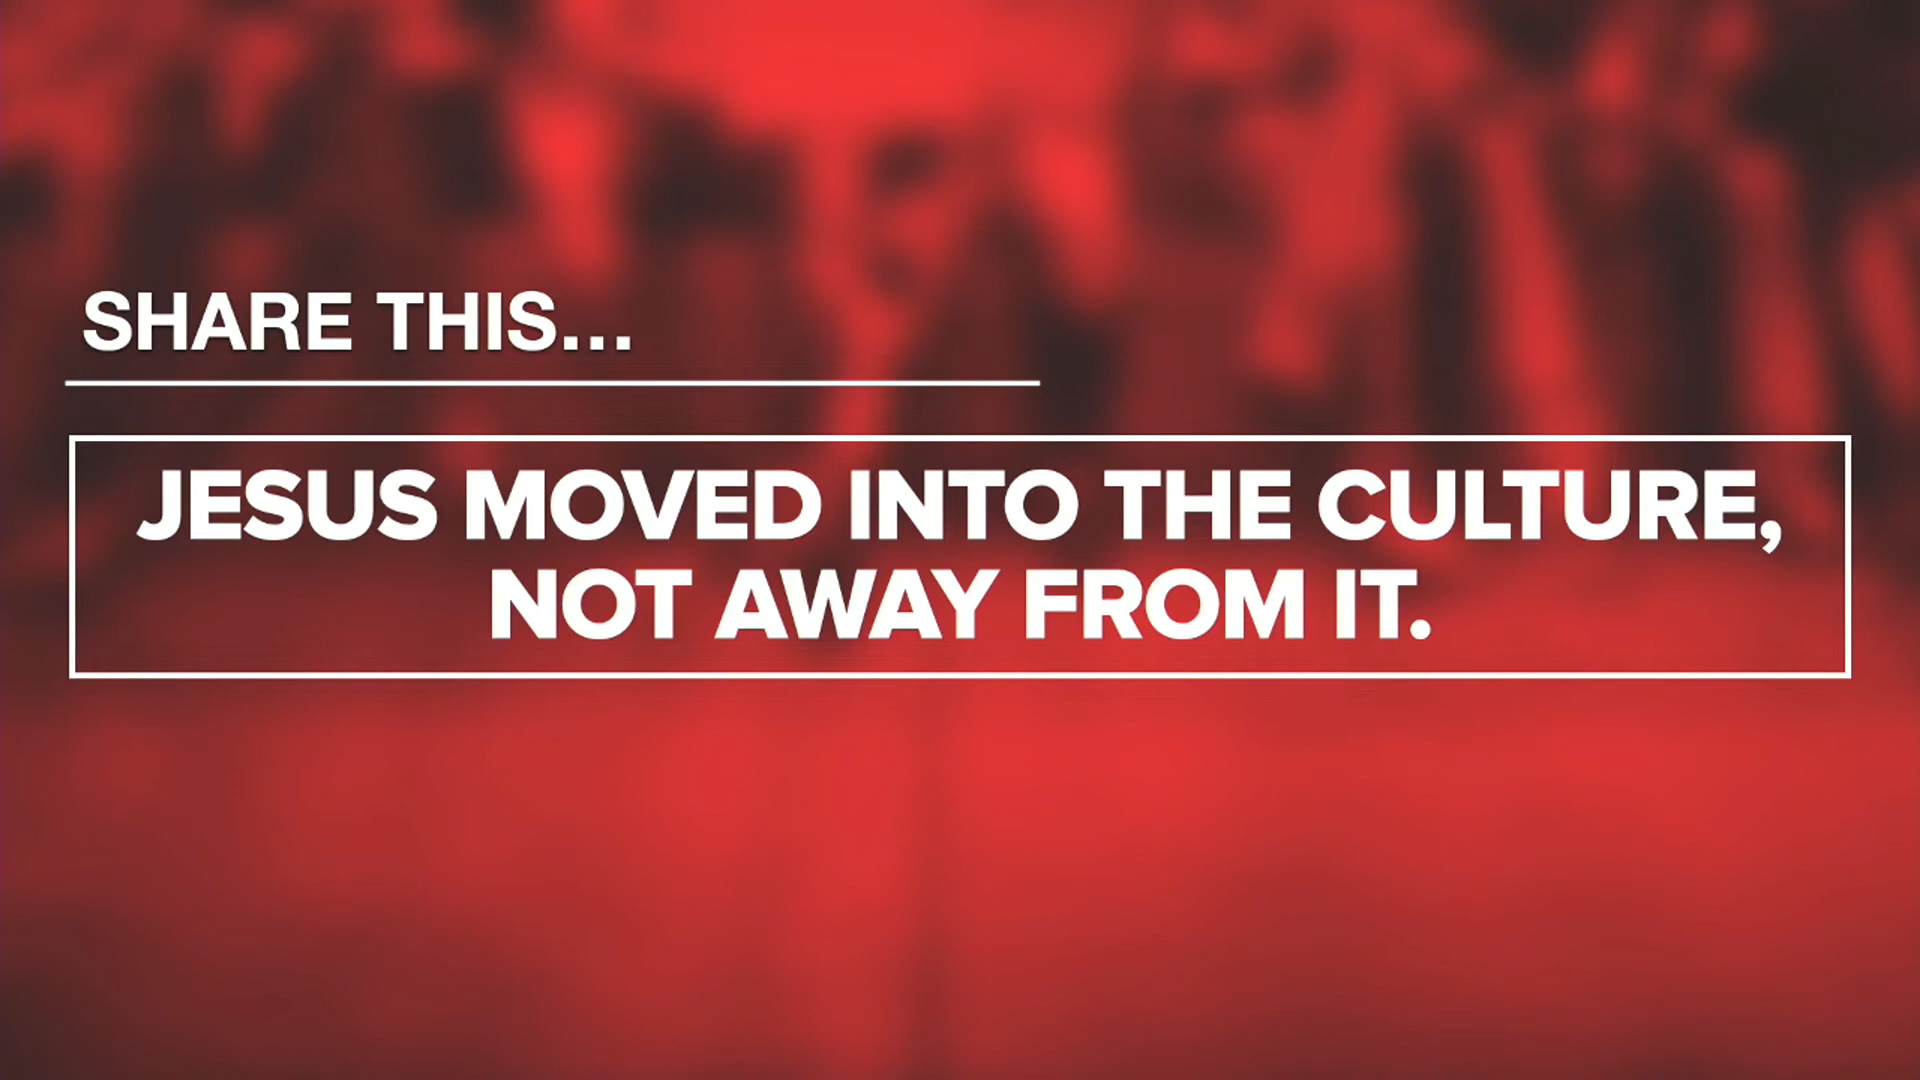 SHARE THIS...
JESUS MOVED INTO THE CULTURE,
NOT AWAY FROM IT.